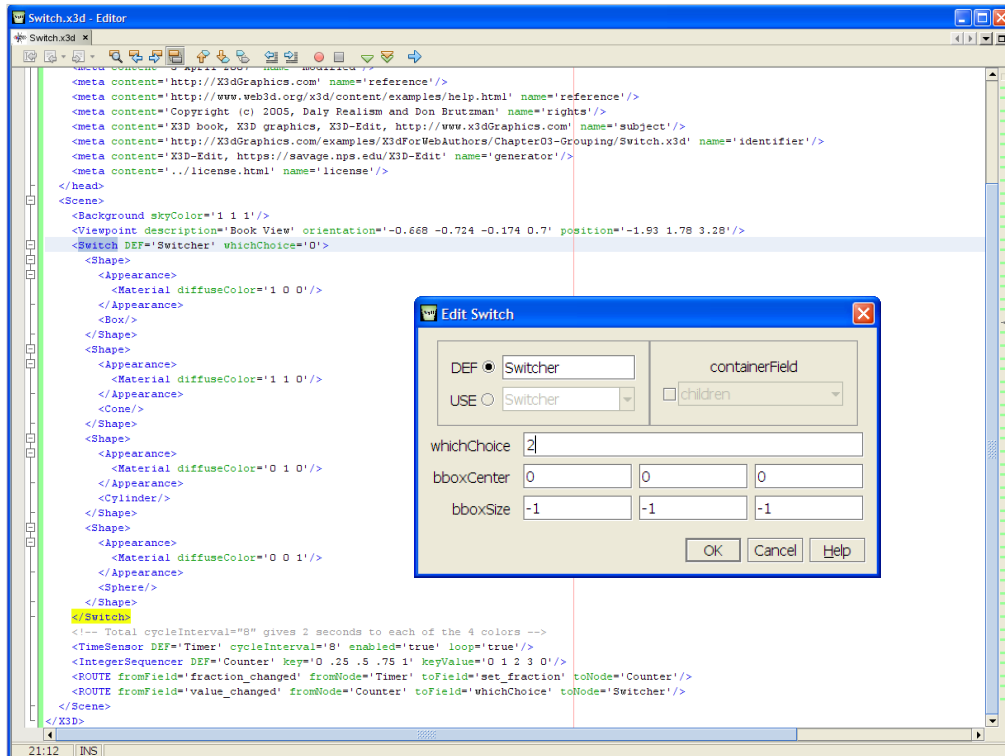 Switch.x3d - Editor
Switch.x3d
<meta content='http://X3dGraphics.com' name='reference'/>
<meta content='http://www.web3d.org/x3d/content/examples/help.html' name='reference'/>
<meta content='Copyright (c) 2005, Daly Realism and Don Brutzman' name='rights'/>
<meta content='X3D book, X3D graphics, X3D-Edit, http://www.x3dGraphics.com' name='subject'/>
<meta content='http://X3dGraphics.com/examples/X3dForWebAuthors/Chapter03-Grouping/Switch.x3d' name='identifier'/>
<meta content='X3D-Edit, https://savage.nps.edu/X3D-Edit' name='generator'/>
<meta content='../license.html' name='license'/>
</head>
<Scene>
<Background skyColor='1 1 1'/>
<Viewpoint description='Book View' orientation='-0.668 -0.724 -0.174 0.7' position='-1.93 1.78 3.28'/>
<Switch DEF='Switcher' whichChoice='0'>
<Shape>
<Appearance>
<Material diffuseColor='1 0 0'/>
</Appearance>
<Box/>
</Shape>
<Shape>
<Appearance>
<Material diffuseColor='1 1 0'/>
</Appearance>
<Cone/>
</Shape>
<Shape>
<Appearance>
<Material diffuseColor='0 1 0'/>
</Appearance>
<Cylinder/>
</Shape>
<Shape>
<Appearance>
<Material diffuseColor='0 0 1'/>
</Appearance>
<Sphere/>
</Shape>
</Switch>
<!-- Total cycleInterval="8" gives 2 seconds to each of the 4 colors -->
<TimeSensor DEF='Timer' cycleInterval='8' enabled='true' loop='true'/>
<IntegerSequencer DEF='Counter' key='0 .25 .5 .75 1' keyValue='0 1 2 3 0'/>
<ROUTE fromField='fraction_changed' fromNode='Timer' toField='set_fraction' toNode='Counter'/>
<ROUTE fromField='value_changed' fromNode='Counter' toField='whichChoice' toNode='Switcher'/>
</Scene>
</X3D>
21:12 INS
Edit Switch
DEF Switcher
USE Switcher
containerField
children
whichChoice 2
bboxCenter 0 0 0
bboxSize -1 -1 -1
OK Cancel Help